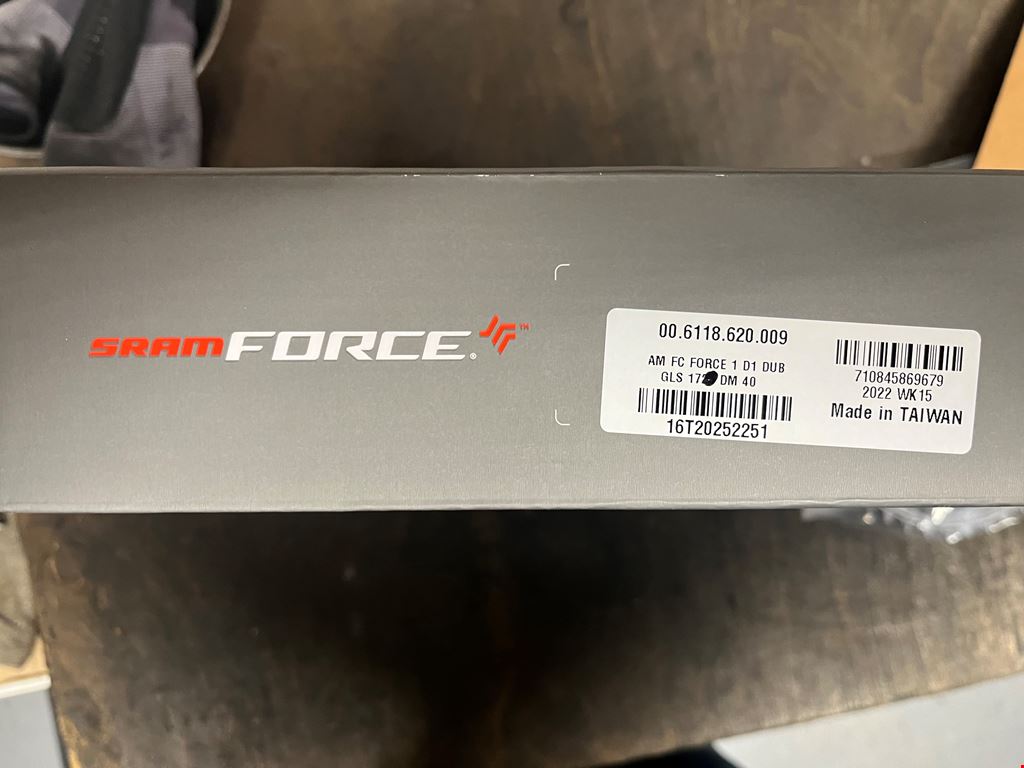 SRAM FORCE® ™
00.6118.620.009
AM FC FORCE 1 D1 DUB
GLS DM 40
16T20252251
710845869679
2022 WK15
Made in TAIWAN